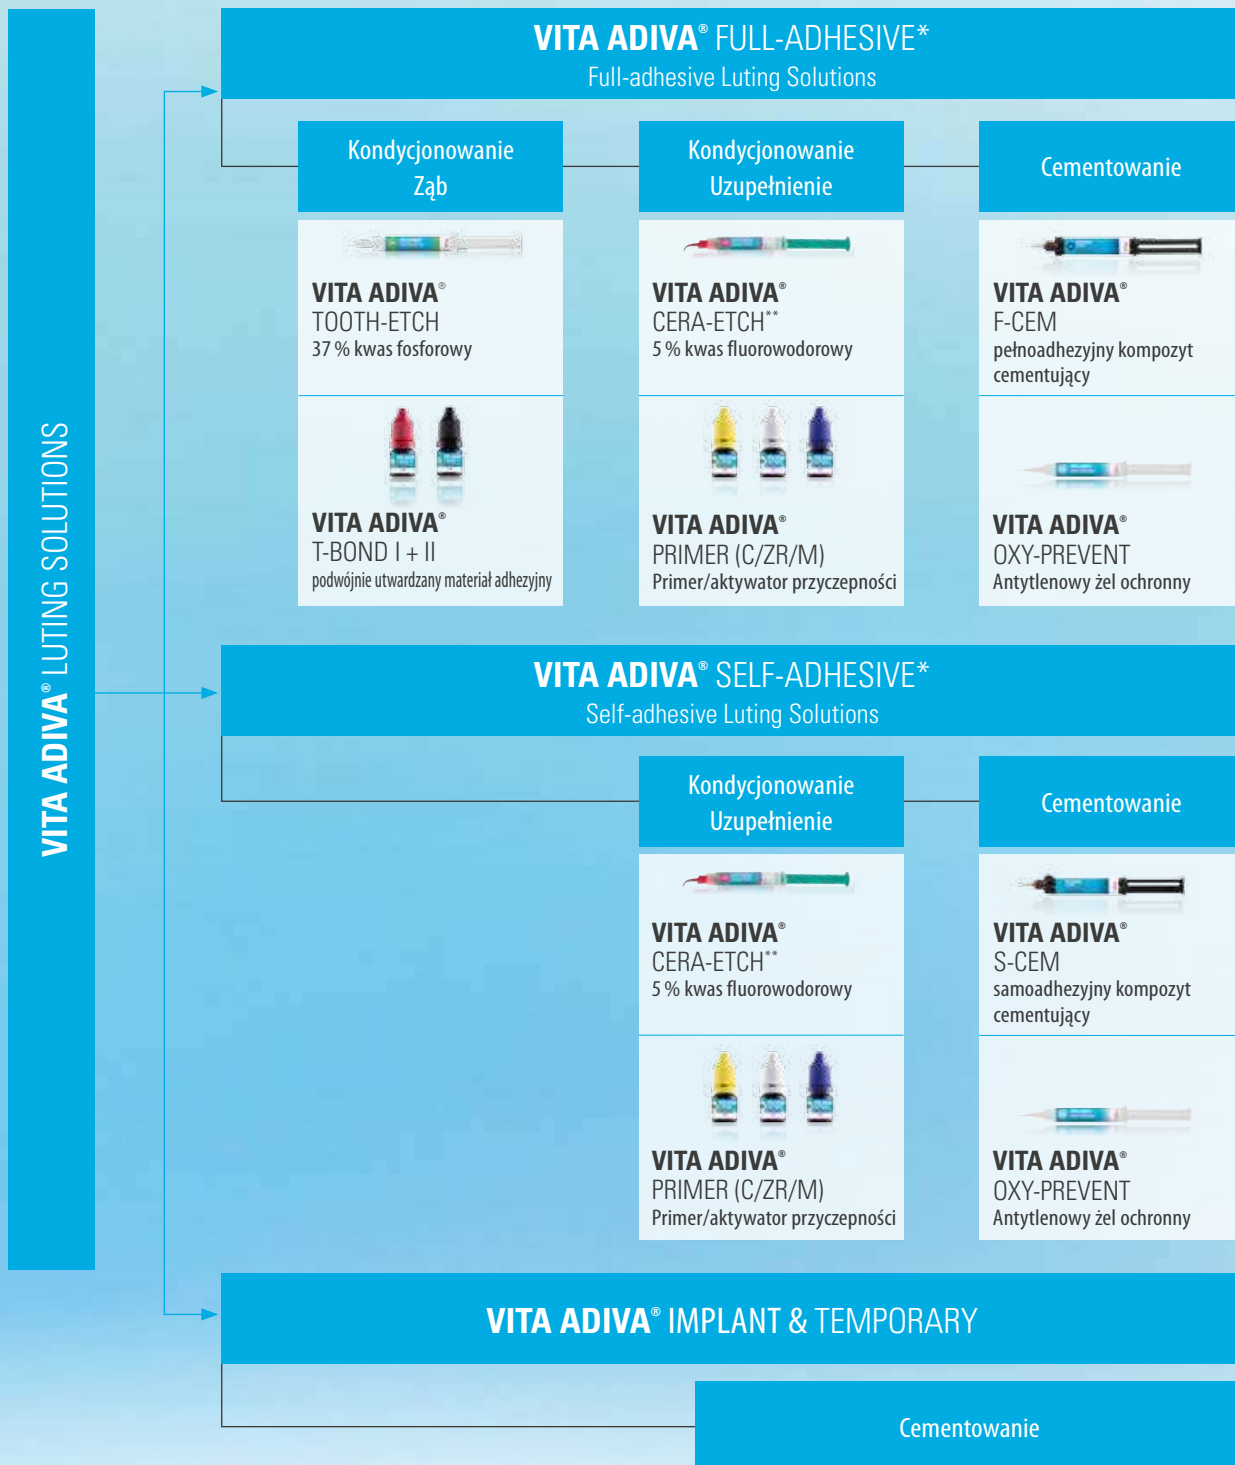 VITA ADIVA® LUTING SOLUTIONS
VITA ADIVA® FULL-ADHESIVE*
Full-adhesive Luting Solutions
Kondycjonowanie
Ząb
VITA ADIVA®
TOOTH-ETCH
37 % kwas fosforowy
VITA ADIVA®
T-BOND I + II
podwójnie utwardzany materiał adhezyjny
Kondycjonowanie
Uzupełnienie
VITA ADIVA®
CERA-ETCH**
5 % kwas fluorowodorowy
VITA ADIVA®
PRIMER (C/ZR/M)
Primer/aktywator przyczepności
Cementowanie
VITA ADIVA®
F-CEM
pełnoadhezyjny kompozyt
cementujący
VITA ADIVA®
OXY-PREVENT
Antytlenowy żel ochronny
VITA ADIVA® SELF-ADHESIVE*
Self-adhesive Luting Solutions
Kondycjonowanie
Uzupełnienie
VITA ADIVA®
CERA-ETCH**
5 % kwas fluorowodorowy
VITA ADIVA®
PRIMER (C/ZR/M)
Primer/aktywator przyczepności
Cementowanie
VITA ADIVA®
S-CEM
samoadhezyjny kompozyt
cementujący
VITA ADIVA®
OXY-PREVENT
Antytlenowy żel ochronny
VITA ADIVA® IMPLANT & TEMPORARY
Cementowanie